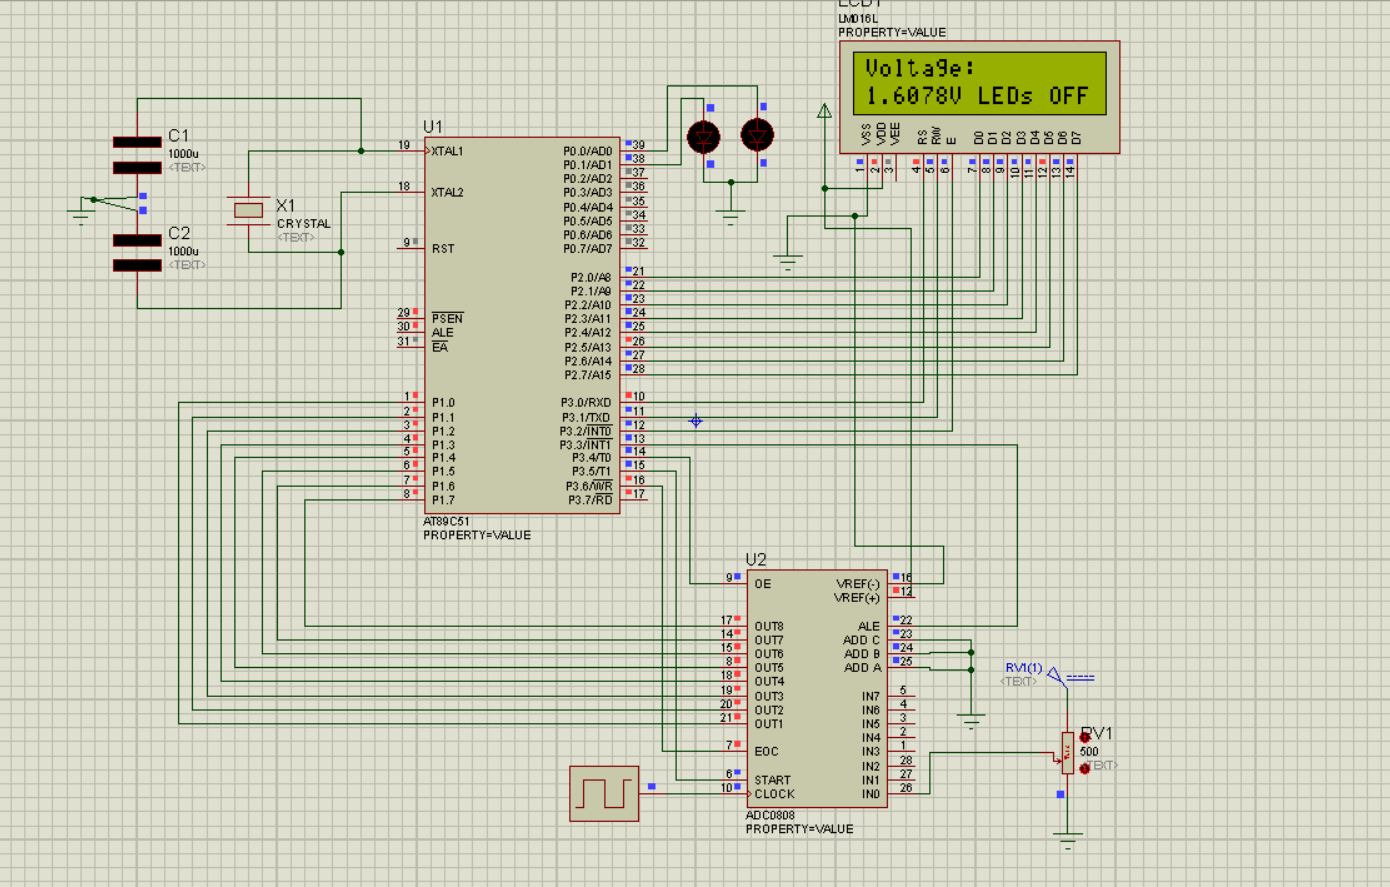 LCD1
LM016L
PROPERTY=VALUE
Voltage:
1.6078V LEDs OFF
VSS VDD VEE RS RW E D0 D1 D2 D3 D4 D5 D6 D7
1 2 3 4 5 6 7 8 9 10 11 12 13 14
C1
1000u
<TEXT>
C2
1000u
<TEXT>
X1
CRYSTAL
<TEXT>
U1
19 XTAL1 P0.0/AD0 39
P0.1/AD1 38
P0.2/AD2 37
18 XTAL2 P0.3/AD3 36
P0.4/AD4 35
P0.5/AD5 34
P0.6/AD6 33
9 RST P0.7/AD7 32
P2.0/A8 21
P2.1/A9 22
P2.2/A10 23
29 PSEN P2.3/A11 24
30 ALE P2.4/A12 25
31 EA P2.5/A13 26
P2.6/A14 27
P2.7/A15 28
1 P1.0 P3.0/RXD 10
2 P1.1 P3.1/TXD 11
3 P1.2 P3.2/INT0 12
4 P1.3 P3.3/INT1 13
5 P1.4 P3.4/T0 14
6 P1.5 P3.5/T1 15
7 P1.6 P3.6/WR 16
8 P1.7 P3.7/RD 17
AT89C51
PROPERTY=VALUE
U2
9 OE VREF(-) 16
VREF(+) 12
17 OUT8 ALE 22
14 OUT7 ADD C 23
15 OUT6 ADD B 24
8 OUT5 ADD A 25
18 OUT4
19 OUT3 IN7 5
20 OUT2 IN6 4
21 OUT1 IN5 3
IN4 2
7 EOC IN3 1
IN2 28
6 START IN1 27
10 CLOCK IN0 26
ADC0808
PROPERTY=VALUE
RV1(1)
<TEXT>
RV1
500
<TEXT>